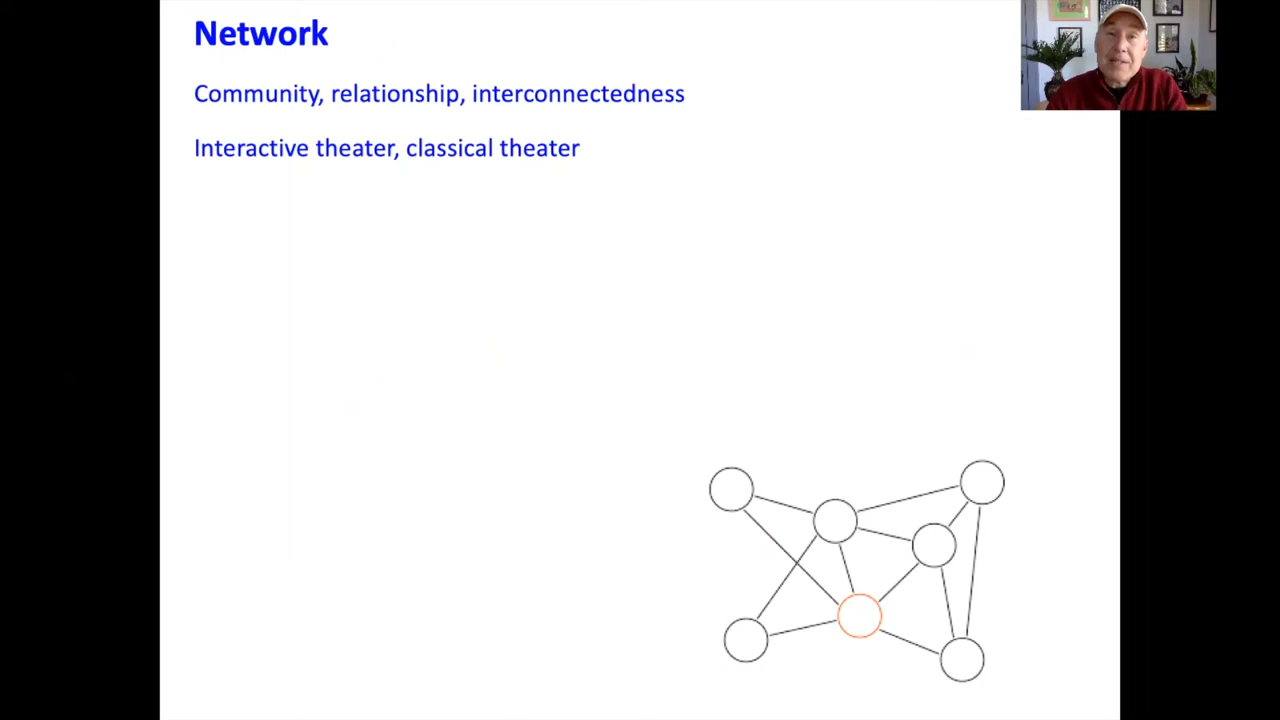 Network
Community, relationship, interconnectedness
Interactive theater, classical theater